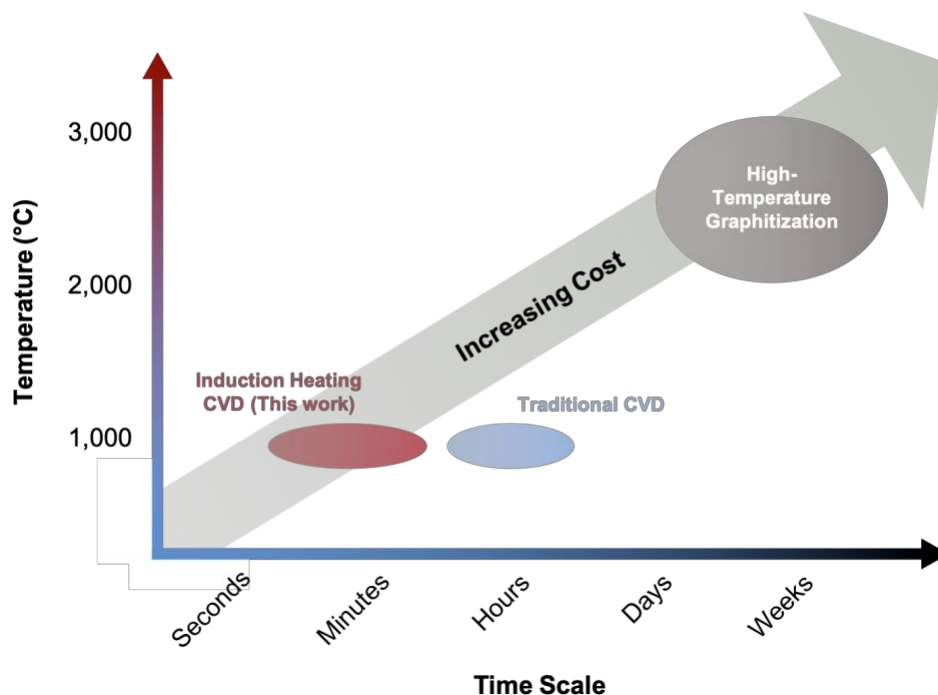 3,000
2,000
1,000
Temperature (°C)
High-
Temperature
Graphitization
Increasing Cost
Induction Heating
CVD (This work)
Traditional CVD
Seconds
Minutes
Hours
Days
Weeks
Time Scale